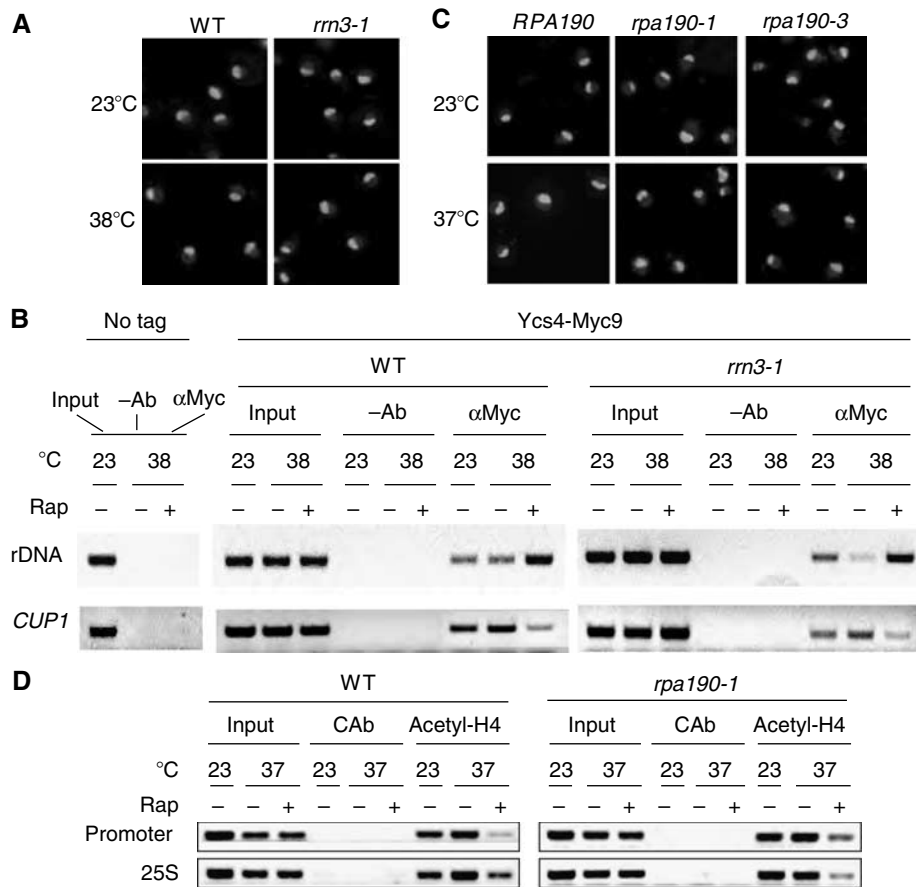 A
WT
rrn3-1
23°C
38°C
C
RPA190
rpa190-1
rpa190-3
23°C
37°C
B
No tag
Ycs4-Myc9
WT
rrn3-1
Input
–Ab
αMyc
Input
–Ab
αMyc
Input
–Ab
αMyc
°C
23
38
23
38
23
38
23
38
23
38
23
38
23
38
Rap
– – +
– – +
– – +
– – +
– – +
– – +
– – +
rDNA
CUP1
D
WT
rpa190-1
Input
CAb
Acetyl-H4
Input
CAb
Acetyl-H4
°C
23
37
23
37
23
37
23
37
23
37
23
37
Rap
– – +
– – +
– – +
– – +
– – +
– – +
Promoter
25S